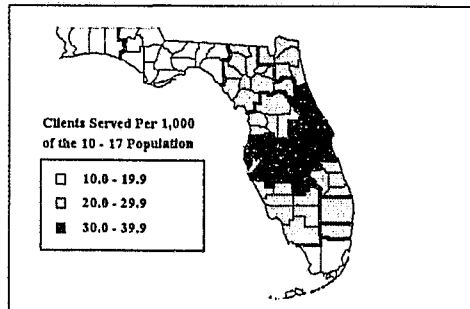 Clients Served Per 1,000
of the 10 - 17 Population
10.0 - 19.9
20.0 - 29.9
30.0 - 39.9